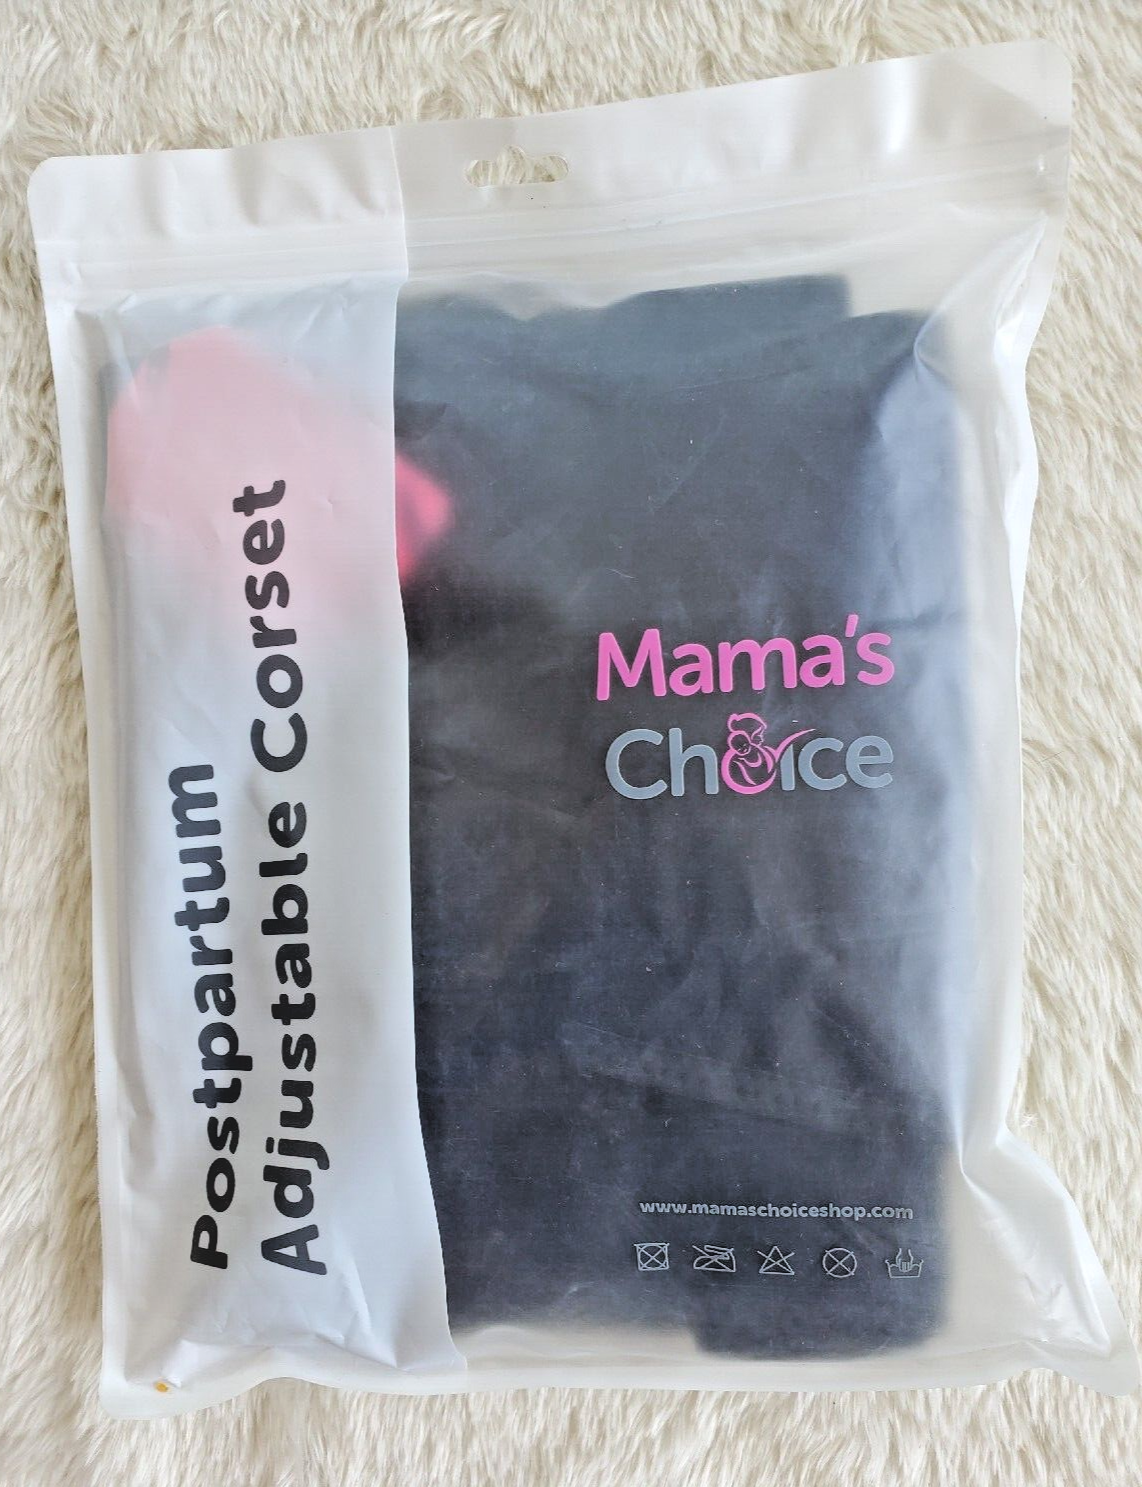 Postpartum
Adjustable Corset
Mama's
Choice
www.mamaschoiceshop.com